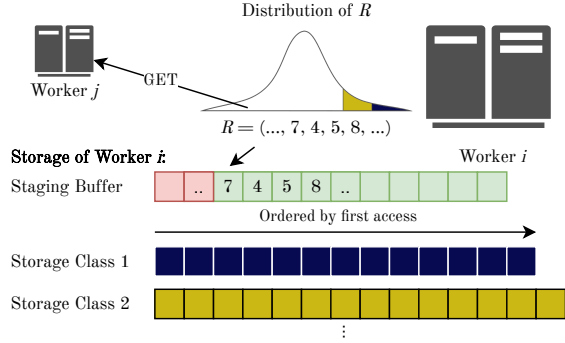 Distribution of R
GET
Worker j
R = (..., 7, 4, 5, 8, ...)
Storage of Worker i:
Worker i
Staging Buffer
.. 7 4 5 8 ..
Ordered by first access
Storage Class 1
Storage Class 2
⋮